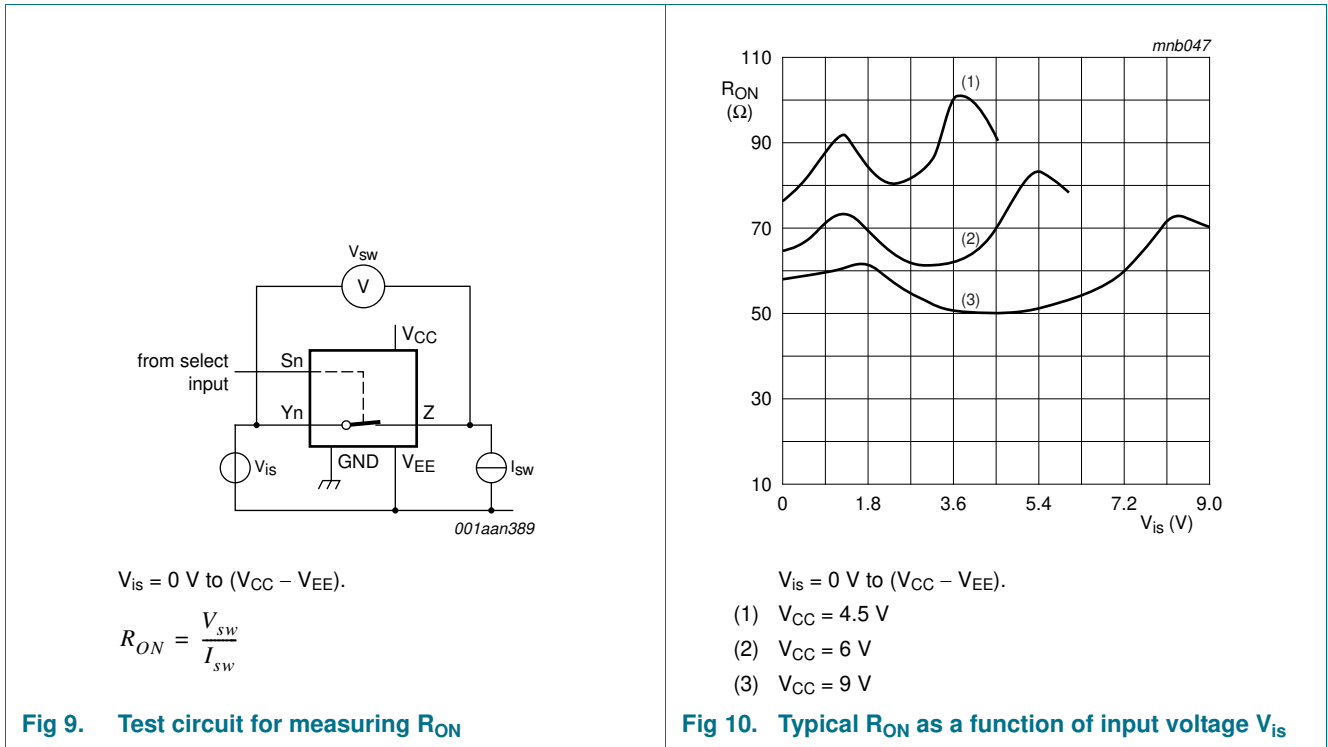 Vsw
V
VCC
from select
input
Sn
Yn
Z
Vis
GND
VEE
Isw
001aan389
Vis = 0 V to (VCC − VEE).
RON = Vsw / Isw
Fig 9. Test circuit for measuring RON
mnb047
110
RON
(Ω)
90
70
50
30
10
(1)
(2)
(3)
0 1.8 3.6 5.4 7.2 9.0
Vis (V)
Vis = 0 V to (VCC − VEE).
(1) VCC = 4.5 V
(2) VCC = 6 V
(3) VCC = 9 V
Fig 10. Typical RON as a function of input voltage Vis